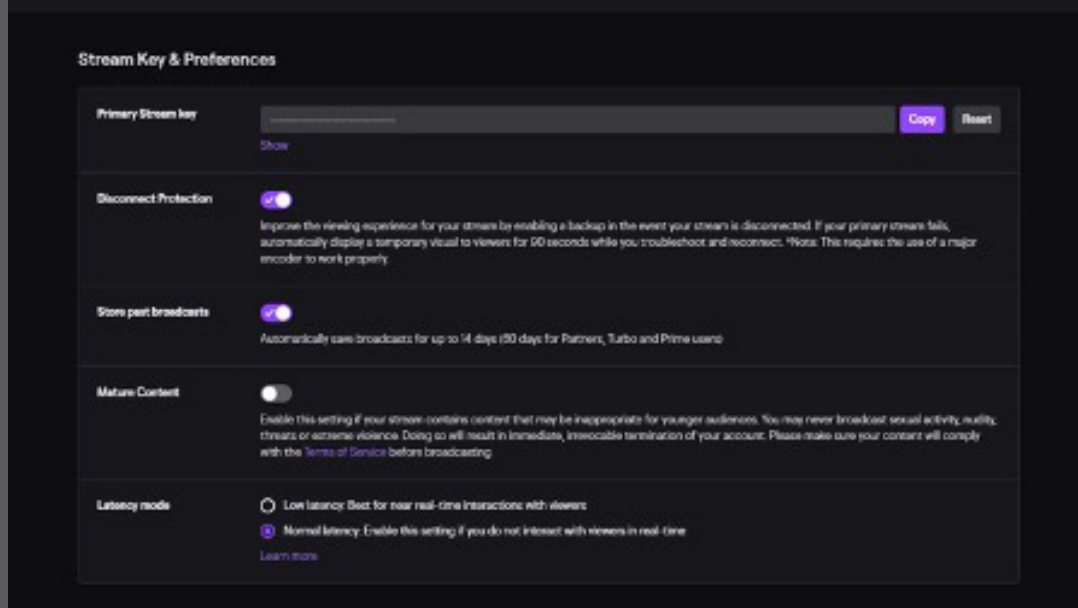 Stream Key & Preferences
Primary Stream key
Copy
Reset
Show
Disconnect Protection
Improve the viewing experience for your stream by enabling a backup in the event your stream is disconnected. If your primary stream fails,
automatically display a temporary visual to viewers for 90 seconds while you troubleshoot and reconnect. *Note: This requires the use of a major
encoder to work properly.
Store past broadcasts
Automatically save broadcasts for up to 14 days (60 days for Partners, Turbo and Prime users)
Mature Content
Enable this setting if your stream contains content that may be inappropriate for younger audiences. You may never broadcast sexual activity, nudity,
threats or extreme violence. Doing so will result in immediate, irrevocable termination of your account. Please make sure your content will comply
with the Terms of Service before broadcasting
Latency mode
Low latency: Best for near real-time interactions with viewers
Normal latency: Enable this setting if you do not interact with viewers in real-time
Learn more